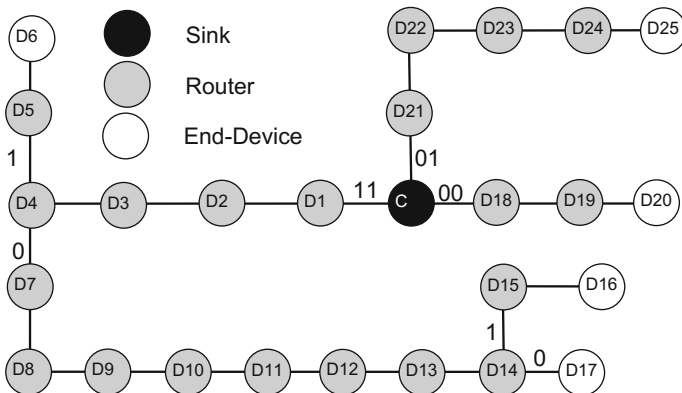 D6 Sink D22 D23 D24 D25
Router
D5 D21
End-Device
1 01
D4 D3 D2 D1 11 C 00 D18 D19 D20
0
D7 D15 D16
1 0
D8 D9 D10 D11 D12 D13 D14 D17